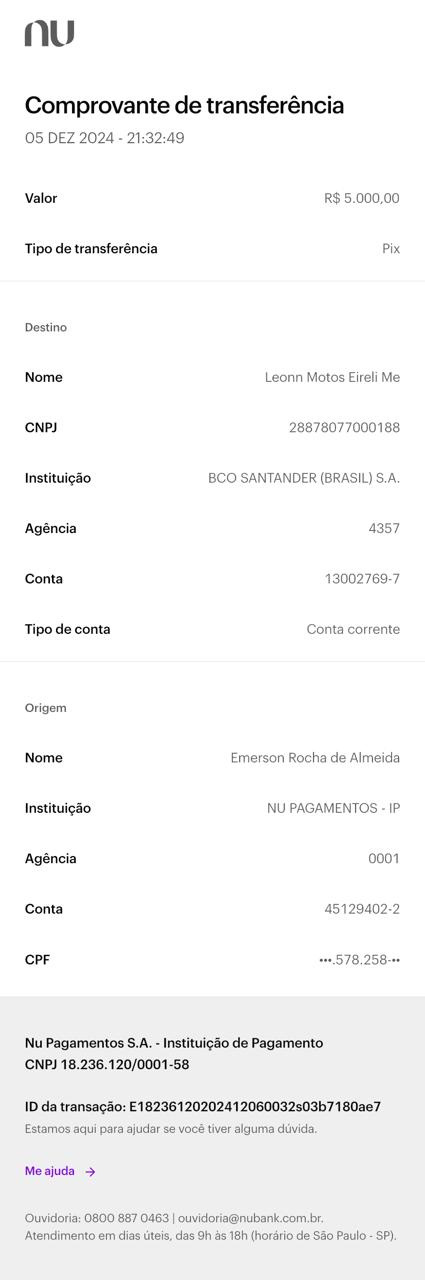 nu
Comprovante de transferência
05 DEZ 2024 - 21:32:49
Valor R$ 5.000,00
Tipo de transferência Pix
Destino
Nome Leonn Motos Eireli Me
CNPJ 28878077000188
Instituição BCO SANTANDER (BRASIL) S.A.
Agência 4357
Conta 13002769-7
Tipo de conta Conta corrente
Origem
Nome Emerson Rocha de Almeida
Instituição NU PAGAMENTOS - IP
Agência 0001
Conta 45129402-2
CPF •••.578.258-••
Nu Pagamentos S.A. - Instituição de Pagamento
CNPJ 18.236.120/0001-58
ID da transação: E18236120202412060032s03b7180ae7
Estamos aqui para ajudar se você tiver alguma dúvida.
Me ajuda →
Ouvidoria: 0800 887 0463 | ouvidoria@nubank.com.br.
Atendimento em dias úteis, das 9h às 18h (horário de São Paulo - SP).